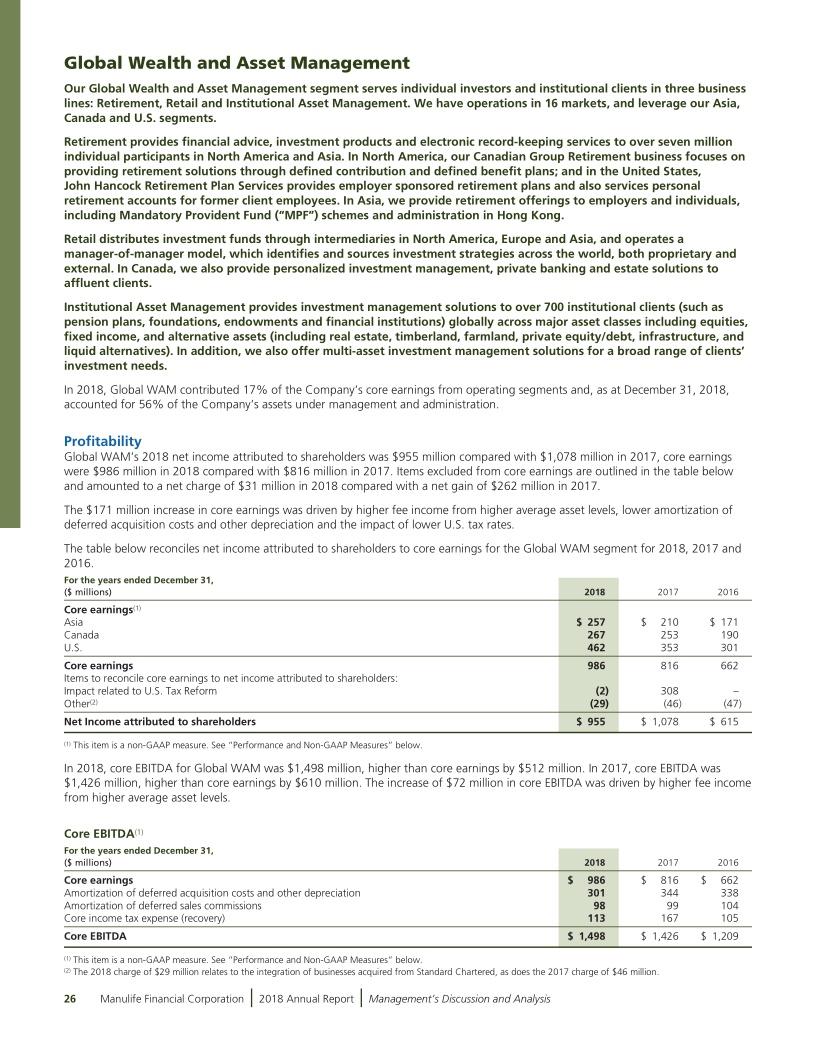 Global Wealth and Asset Management
Our Global Wealth and Asset Management segment serves individual investors and institutional clients in three business
lines: Retirement, Retail and Institutional Asset Management. We have operations in 16 markets, and leverage our Asia,
Canada and U.S. segments.
Retirement provides financial advice, investment products and electronic record-keeping services to over seven million
individual participants in North America and Asia. In North America, our Canadian Group Retirement business focuses on
providing retirement solutions through defined contribution and defined benefit plans; and in the United States,
John Hancock Retirement Plan Services provides employer sponsored retirement plans and also services personal
retirement accounts for former client employees. In Asia, we provide retirement offerings to employers and individuals,
including Mandatory Provident Fund (“MPF”) schemes and administration in Hong Kong.
Retail distributes investment funds through intermediaries in North America, Europe and Asia, and operates a
manager-of-manager model, which identifies and sources investment strategies across the world, both proprietary and
external. In Canada, we also provide personalized investment management, private banking and estate solutions to
affluent clients.
Institutional Asset Management provides investment management solutions to over 700 institutional clients (such as
pension plans, foundations, endowments and financial institutions) globally across major asset classes including equities,
fixed income, and alternative assets (including real estate, timberland, farmland, private equity/debt, infrastructure, and
liquid alternatives). In addition, we also offer multi-asset investment management solutions for a broad range of clients’
investment needs.
In 2018, Global WAM contributed 17% of the Company’s core earnings from operating segments and, as at December 31, 2018,
accounted for 56% of the Company’s assets under management and administration.
Profitability
Global WAM’s 2018 net income attributed to shareholders was $955 million compared with $1,078 million in 2017, core earnings
were $986 million in 2018 compared with $816 million in 2017. Items excluded from core earnings are outlined in the table below
and amounted to a net charge of $31 million in 2018 compared with a net gain of $262 million in 2017.
The $171 million increase in core earnings was driven by higher fee income from higher average asset levels, lower amortization of
deferred acquisition costs and other depreciation and the impact of lower U.S. tax rates.
The table below reconciles net income attributed to shareholders to core earnings for the Global WAM segment for 2018, 2017 and
2016.
For the years ended December 31,
($ millions) 2018 2017 2016
Core earnings(1)
Asia $ 257 $ 210 $ 171
Canada 267 253 190
U.S. 462 353 301
Core earnings 986 816 662
Items to reconcile core earnings to net income attributed to shareholders:
Impact related to U.S. Tax Reform (2) 308 –
Other(2) (29) (46) (47)
Net Income attributed to shareholders $ 955 $ 1,078 $ 615
(1) This item is a non-GAAP measure. See “Performance and Non-GAAP Measures” below.
In 2018, core EBITDA for Global WAM was $1,498 million, higher than core earnings by $512 million. In 2017, core EBITDA was
$1,426 million, higher than core earnings by $610 million. The increase of $72 million in core EBITDA was driven by higher fee income
from higher average asset levels.
Core EBITDA(1)
For the years ended December 31,
($ millions) 2018 2017 2016
Core earnings $ 986 $ 816 $ 662
Amortization of deferred acquisition costs and other depreciation 301 344 338
Amortization of deferred sales commissions 98 99 104
Core income tax expense (recovery) 113 167 105
Core EBITDA $ 1,498 $ 1,426 $ 1,209
(1) This item is a non-GAAP measure. See “Performance and Non-GAAP Measures” below.
(2) The 2018 charge of $29 million relates to the integration of businesses acquired from Standard Chartered, as does the 2017 charge of $46 million.
26 Manulife Financial Corporation | 2018 Annual Report | Management’s Discussion and Analysis